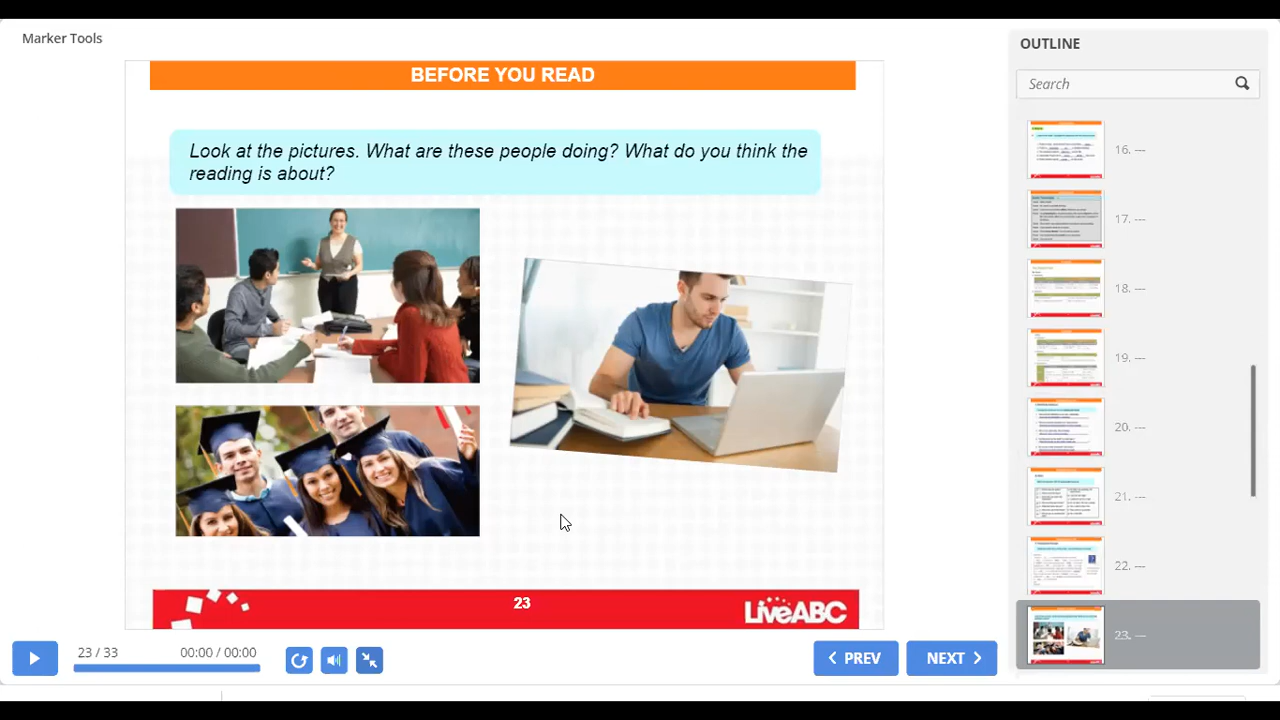 Marker Tools
BEFORE YOU READ
Look at the pictures. What are these people doing? What do you think the
reading is about?
23
LiveABC
23 / 33
00:00 / 00:00
PREV
NEXT
OUTLINE
Search
16.
17.
18.
19.
20.
21.
22.
23.